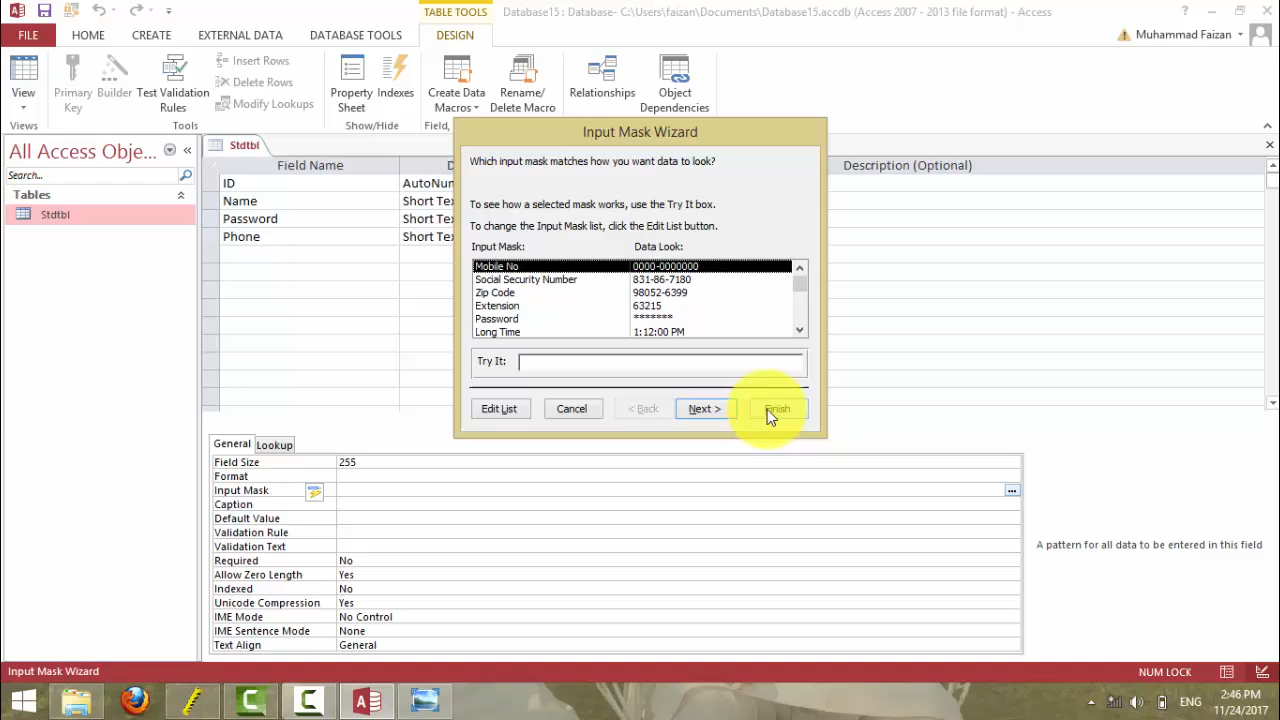 TABLE TOOLS
Database15 : Database- C:\Users\faizan\Documents\Database15.accdb (Access 2007 - 2013 file format) - Access
FILE HOME CREATE EXTERNAL DATA DATABASE TOOLS DESIGN Muhammad Faizan
View Primary Key Builder Test Validation Rules
Insert Rows
Delete Rows
Modify Lookups
Property Sheet Indexes
Create Data Macros
Rename/ Delete Macro
Relationships Object Dependencies
Views Tools Show/Hide Field,
All Access Obje...
Search...
Tables
Stdtbl
Stdtbl
Field Name D Description (Optional)
ID AutoNum
Name Short Te
Password Short Te
Phone Short Te
Input Mask Wizard
Which input mask matches how you want data to look?
To see how a selected mask works, use the Try It box.
To change the Input Mask list, click the Edit List button.
Input Mask: Data Look:
Mobile No 0000-0000000
Social Security Number 831-86-7180
Zip Code 98052-6399
Extension 63215
Password *******
Long Time 1:12:00 PM
Try It:
Edit List Cancel < Back Next > Finish
General Lookup
Field Size 255
Format
Input Mask ...
Caption
Default Value
Validation Rule
Validation Text
Required No
Allow Zero Length Yes
Indexed No
Unicode Compression Yes
IME Mode No Control
IME Sentence Mode None
Text Align General
A pattern for all data to be entered in this field
Input Mask Wizard NUM LOCK
ENG
2:46 PM
11/24/2017